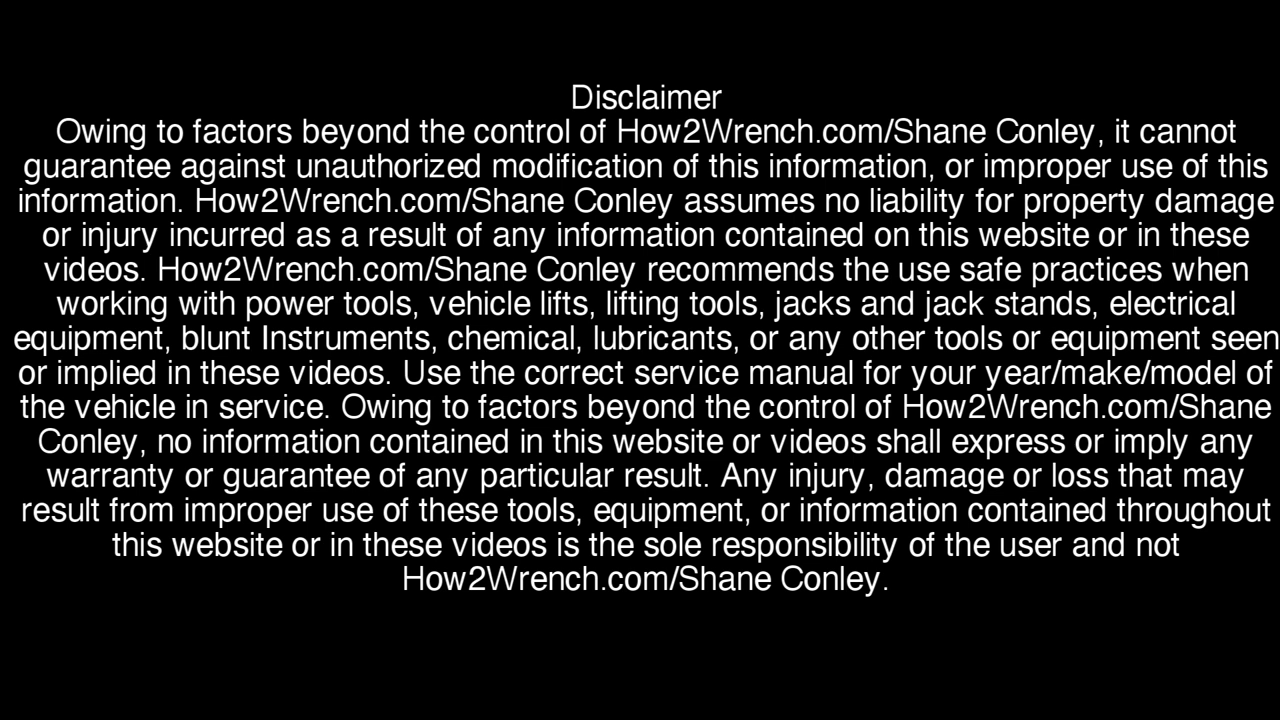 Disclaimer
Owing to factors beyond the control of How2Wrench.com/Shane Conley, it cannot
guarantee against unauthorized modification of this information, or improper use of this
information. How2Wrench.com/Shane Conley assumes no liability for property damage
or injury incurred as a result of any information contained on this website or in these
videos. How2Wrench.com/Shane Conley recommends the use safe practices when
working with power tools, vehicle lifts, lifting tools, jacks and jack stands, electrical
equipment, blunt Instruments, chemical, lubricants, or any other tools or equipment seen
or implied in these videos. Use the correct service manual for your year/make/model of
the vehicle in service. Owing to factors beyond the control of How2Wrench.com/Shane
Conley, no information contained in this website or videos shall express or imply any
warranty or guarantee of any particular result. Any injury, damage or loss that may
result from improper use of these tools, equipment, or information contained throughout
this website or in these videos is the sole responsibility of the user and not
How2Wrench.com/Shane Conley.